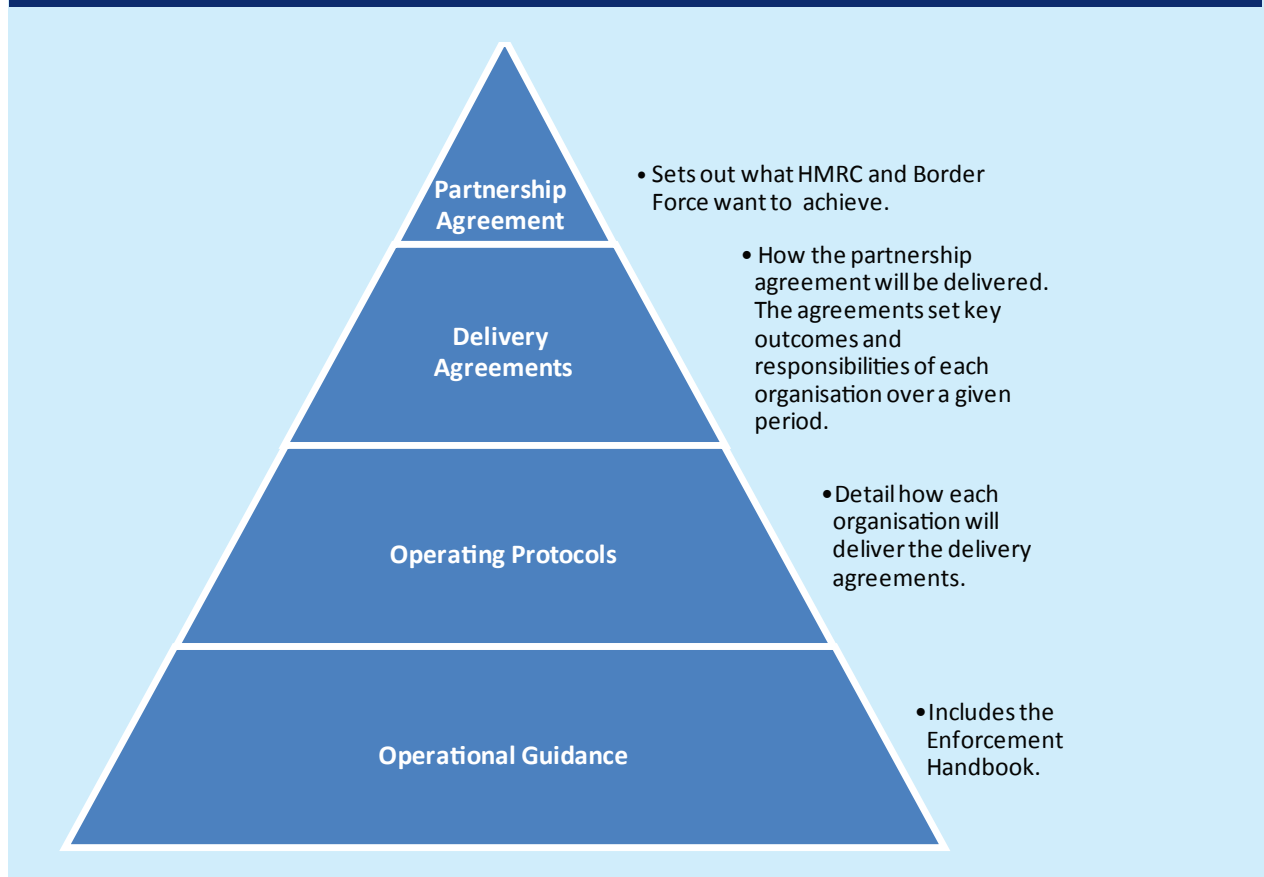 Partnership
Agreement
• Sets out what HMRC and Border
Force want to achieve.
Delivery
Agreements
• How the partnership
agreement will be delivered.
The agreements set key
outcomes and
responsibilities of each
organisation over a given
period.
Operating Protocols
•Detail how each
organisation will
deliver the delivery
agreements.
Operational Guidance
•Includes the
Enforcement
Handbook.